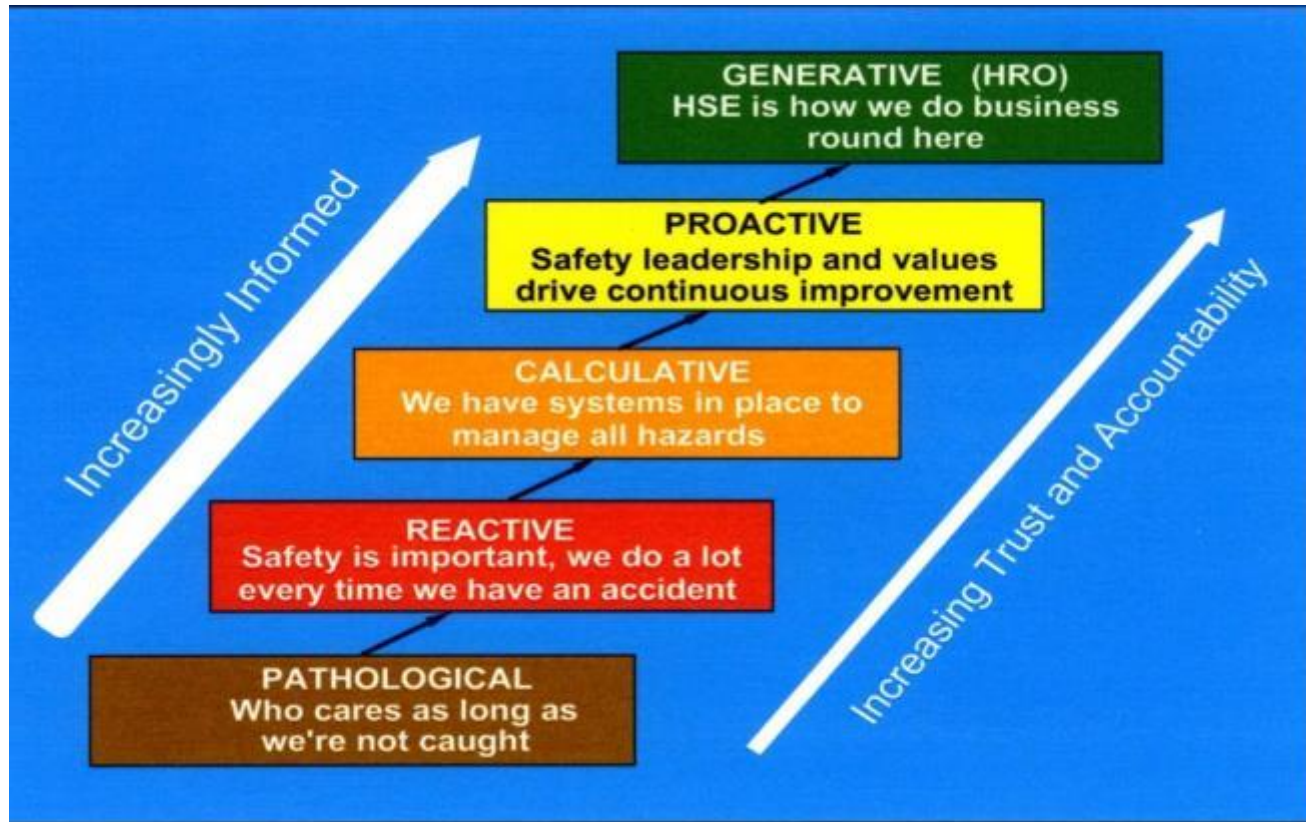 GENERATIVE (HRO)
HSE is how we do business
round here
PROACTIVE
Safety leadership and values
drive continuous improvement
CALCULATIVE
We have systems in place to
manage all hazards
REACTIVE
Safety is important, we do a lot
every time we have an accident
PATHOLOGICAL
Who cares as long as
we're not caught
Increasingly Informed
Increasing Trust and Accountability